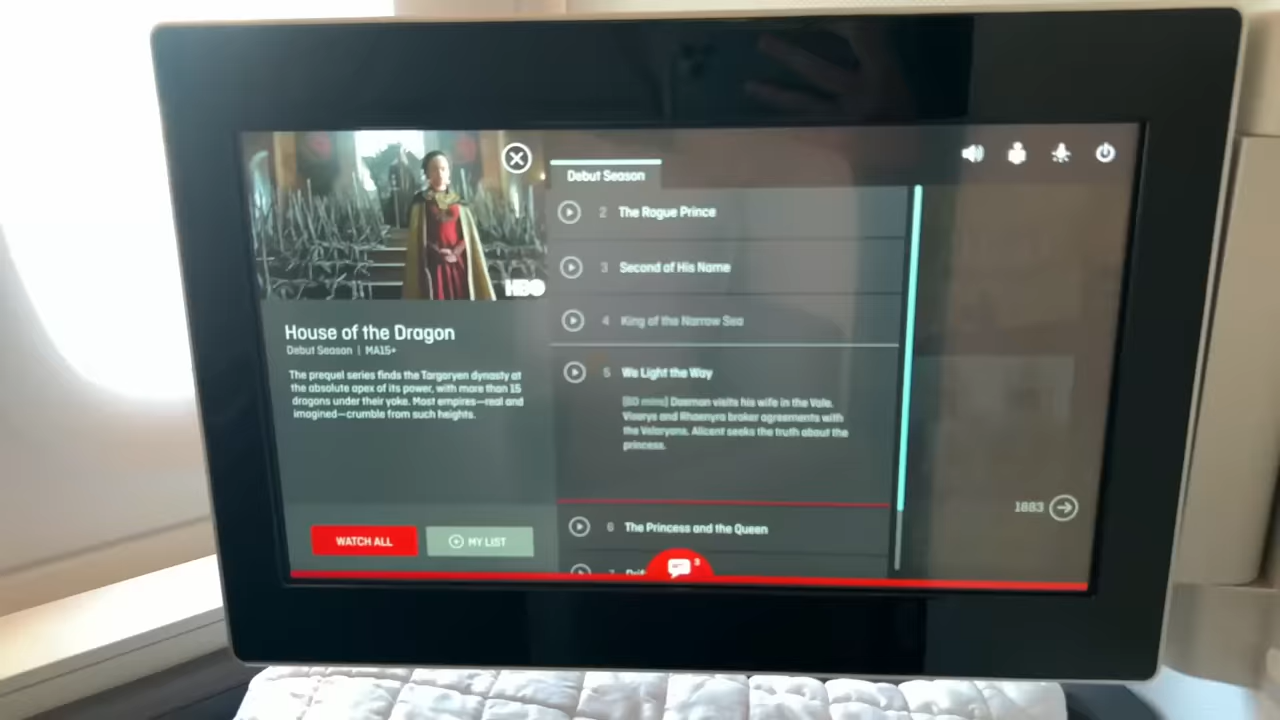 HBO
House of the Dragon
Debut Season | MA15+
The prequel series finds the Targaryen dynasty at
the absolute apex of its power, with more than 15
dragons under their yoke. Most empires—real and
imagined—crumble from such heights.
WATCH ALL
MY LIST
Debut Season
2 The Rogue Prince
3 Second of His Name
4 King of the Narrow Sea
5 We Light the Way
[60 mins] Daemon visits his wife in the Vale.
Viserys and Rhaenyra broker agreements with
the Velaryons. Alicent seeks the truth about the
princess.
6 The Princess and the Queen
7
3
1883